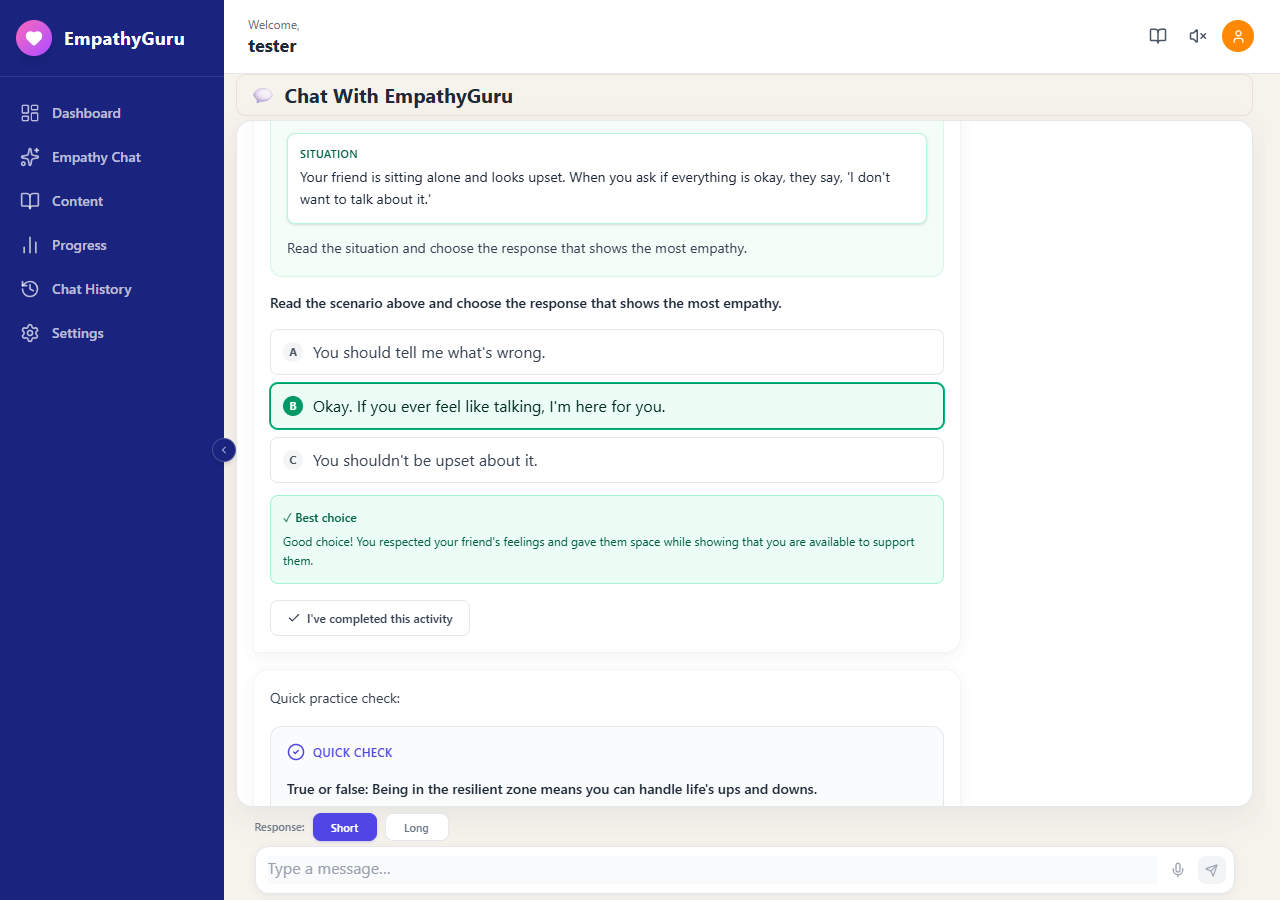 EmpathyGuru
Dashboard
Empathy Chat
Content
Progress
Chat History
Settings
Welcome,
tester
Chat With EmpathyGuru
SITUATION
Your friend is sitting alone and looks upset. When you ask if everything is okay, they say, 'I don't
want to talk about it.'
Read the situation and choose the response that shows the most empathy.
Read the scenario above and choose the response that shows the most empathy.
A You should tell me what's wrong.
B Okay. If you ever feel like talking, I'm here for you.
C You shouldn't be upset about it.
✓ Best choice
Good choice! You respected your friend's feelings and gave them space while showing that you are available to support
them.
I've completed this activity
Quick practice check:
QUICK CHECK
True or false: Being in the resilient zone means you can handle life's ups and downs.
Response: Short Long
Type a message...